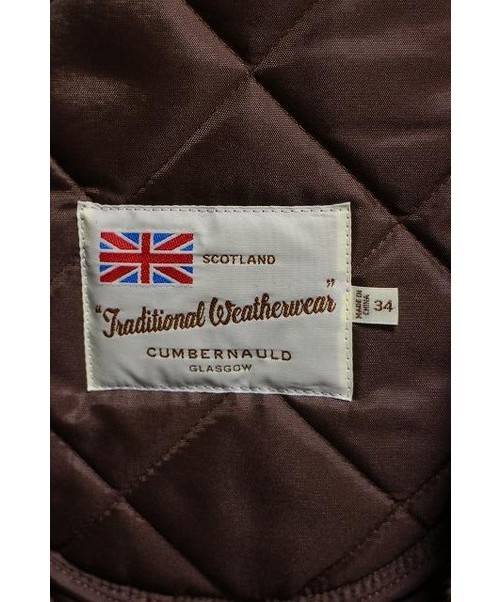 SCOTLAND
"Traditional Weatherwear"
CUMBERNAULD
GLASGOW
MADE IN
CHINA
34